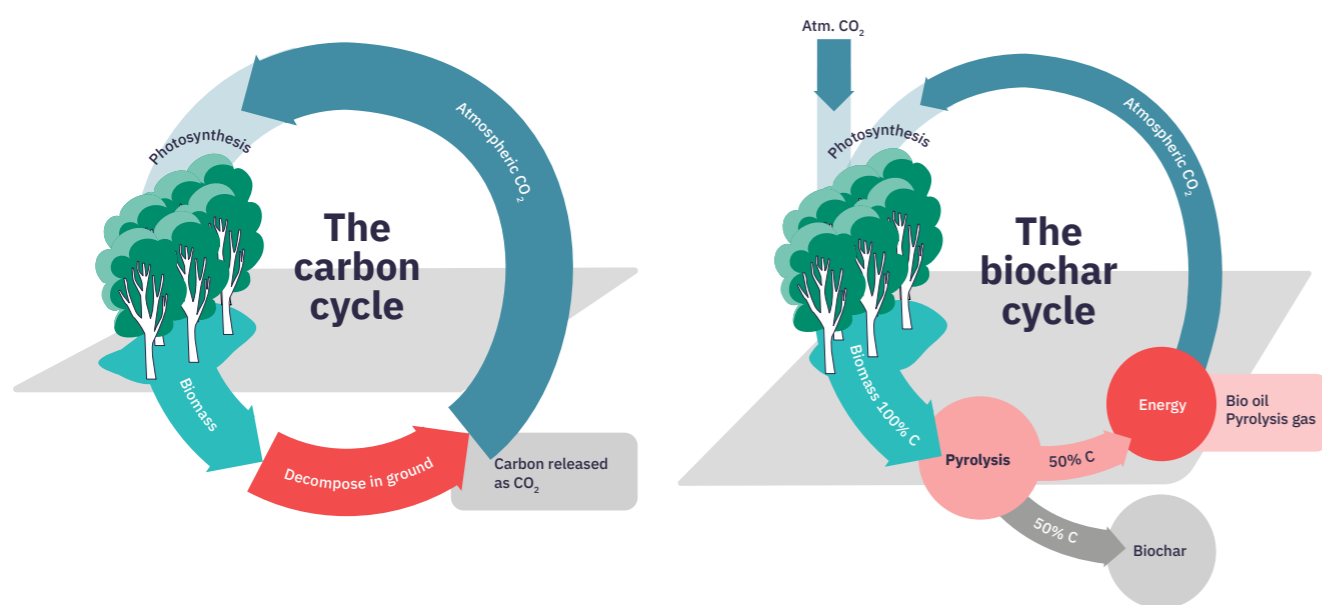 Photosynthesis
Atmospheric CO₂
The
carbon
cycle
Biomass
Decompose in ground
Carbon released
as CO₂
Atm. CO₂
Photosynthesis
Atmospheric CO₂
The
biochar
cycle
Biomass 100% C
Pyrolysis
50% C
Energy
Bio oil
Pyrolysis gas
50% C
Biochar